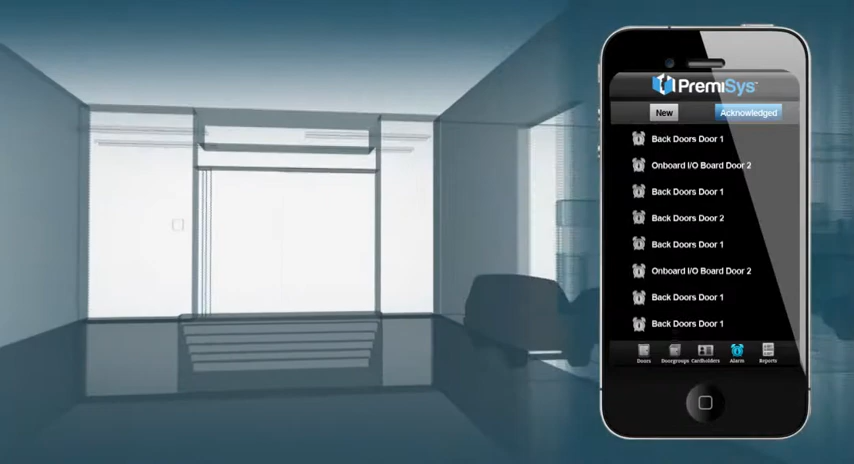 PremiSys™
New Acknowledged
Back Doors Door 1
Onboard I/O Board Door 2
Back Doors Door 1
Back Doors Door 2
Back Doors Door 1
Onboard I/O Board Door 2
Back Doors Door 1
Back Doors Door 1
Doors Doorgroups Cardholders Alarm Reports